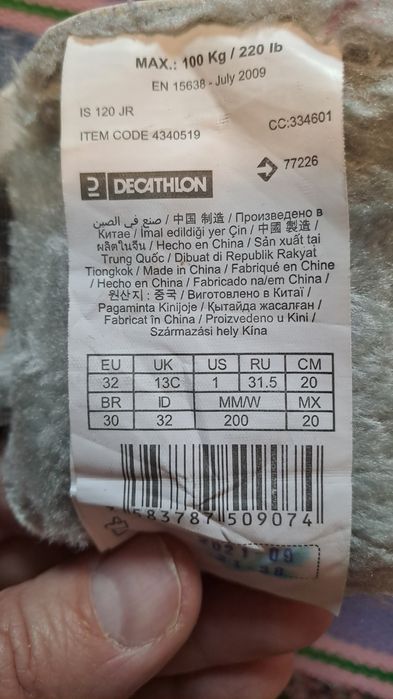 MAX.: 100 Kg / 220 lb
EN 15638 - July 2009
IS 120 JR
CC:334601
ITEM CODE 4340519
77226
DECATHLON
صنع في الصين / 中国 制造 / Произведено в
Китае / İmal edildiği yer Çin / 中國 製造 /
ผลิตในจีน / Hecho en China / Sản xuất tại
Trung Quốc / Dibuat di Republik Rakyat
Tiongkok / Made in China / Fabriqué en Chine
/ Hecho en China / Fabricado na/em China /
원산지 : 중국 / Виготовлено в Китаї /
Pagaminta Kinijoje / Қытайда жасалған /
Fabricat în China / Proizvedeno u Kini /
Származási hely Kína
EU UK US RU CM
32 13C 1 31.5 20
BR ID MM/W MX
30 32 200 20
583787 509074
2021 09